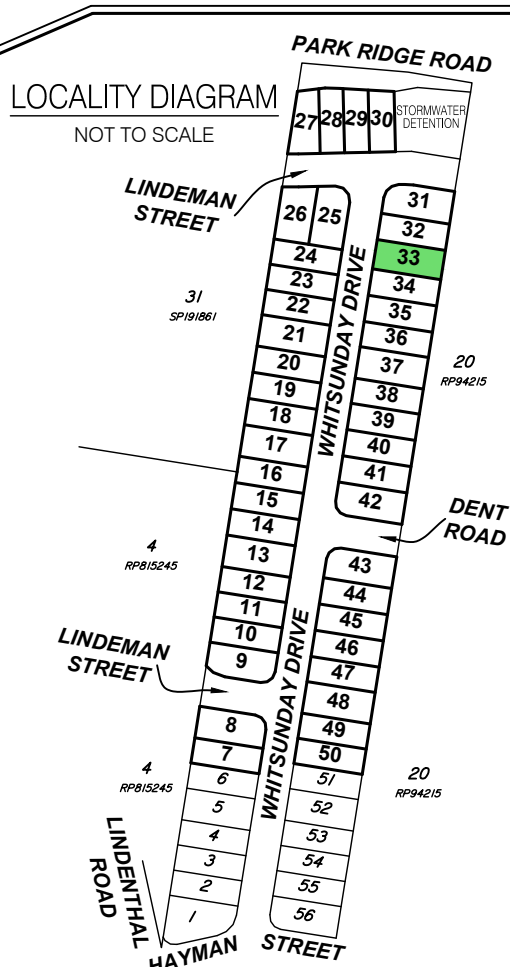 PARK RIDGE ROAD
LOCALITY DIAGRAM
NOT TO SCALE
27 28 29 30
STORMWATER
DETENTION
LINDEMAN
STREET
26 25
31
32
33
34
35
36
37
38
39
40
41
42
24
23
22
21
20
19
18
17
16
15
14
13
12
11
10
9
WHITSUNDAY DRIVE
31
SP191861
20
RP94215
DENT
ROAD
4
RP815245
43
44
45
46
47
48
49
50
51
52
53
54
55
56
LINDEMAN
STREET
WHITSUNDAY DRIVE
8
7
6
5
4
3
2
1
4
RP815245
20
RP94215
LINDENTHAL
ROAD
HAYMAN STREET